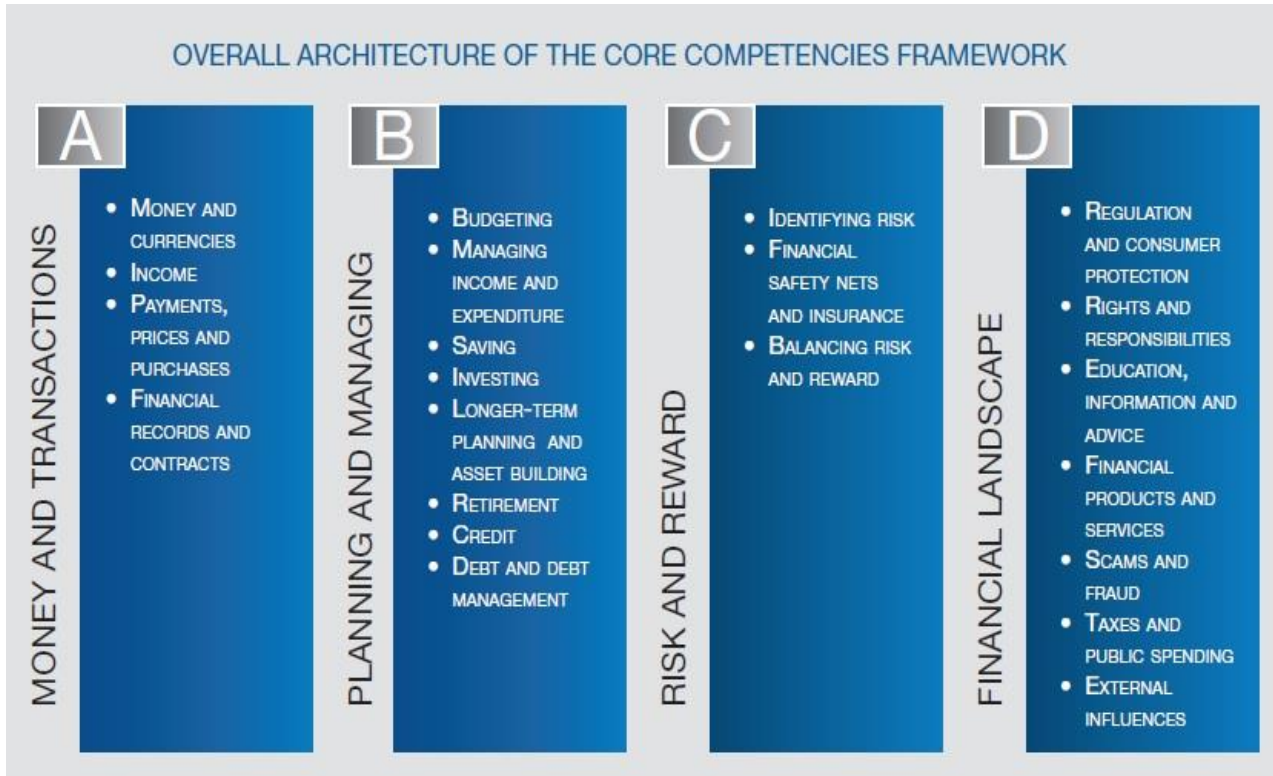 OVERALL ARCHITECTURE OF THE CORE COMPETENCIES FRAMEWORK
A
MONEY AND TRANSACTIONS
• MONEY AND
CURRENCIES
• INCOME
• PAYMENTS,
PRICES AND
PURCHASES
• FINANCIAL
RECORDS AND
CONTRACTS
B
PLANNING AND MANAGING
• BUDGETING
• MANAGING
INCOME AND
EXPENDITURE
• SAVING
• INVESTING
• LONGER-TERM
PLANNING AND
ASSET BUILDING
• RETIREMENT
• CREDIT
• DEBT AND DEBT
MANAGEMENT
C
RISK AND REWARD
• IDENTIFYING RISK
• FINANCIAL
SAFETY NETS
AND INSURANCE
• BALANCING RISK
AND REWARD
D
FINANCIAL LANDSCAPE
• REGULATION
AND CONSUMER
PROTECTION
• RIGHTS AND
RESPONSIBILITIES
• EDUCATION,
INFORMATION AND
ADVICE
• FINANCIAL
PRODUCTS AND
SERVICES
• SCAMS AND
FRAUD
• TAXES AND
PUBLIC SPENDING
• EXTERNAL
INFLUENCES